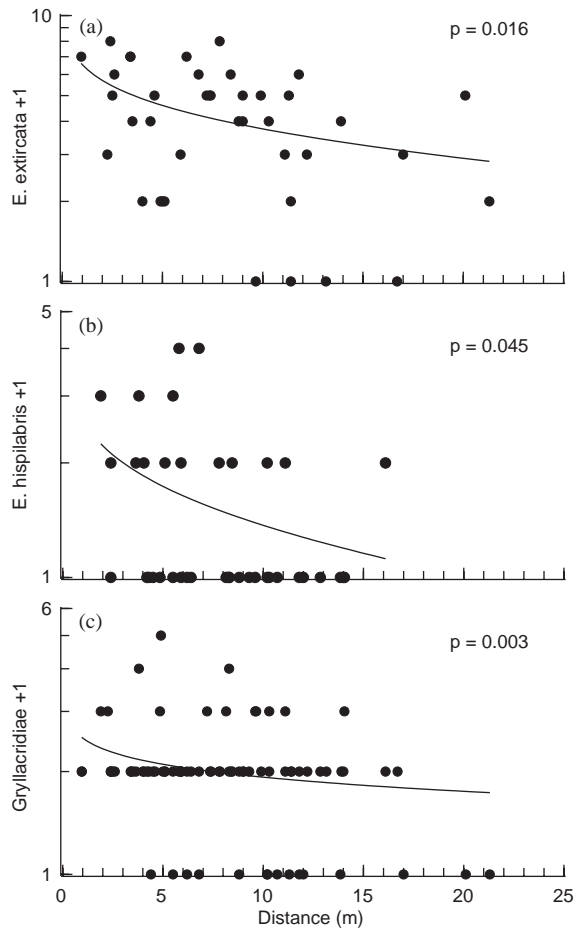 10
(a)
p = 0.016
E. extircata +1
1
5
(b)
p = 0.045
E. hispilabris +1
1
6
(c)
p = 0.003
Gryllacridiae +1
1
0 5 10 15 20 25
Distance (m)